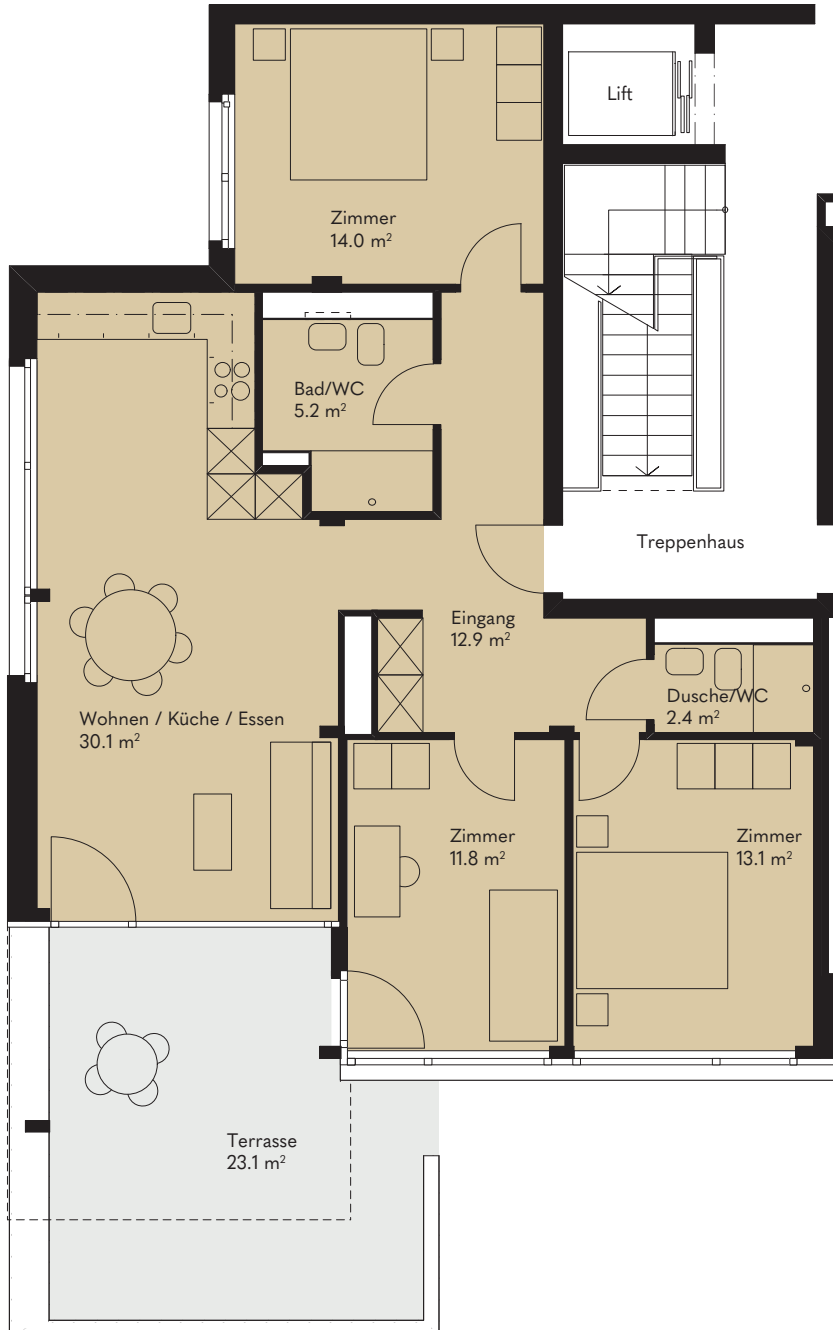 Lift
Zimmer
14.0 m²
Bad/WC
5.2 m²
Treppenhaus
Eingang
12.9 m²
Dusche/WC
2.4 m²
Wohnen / Küche / Essen
30.1 m²
Zimmer
11.8 m²
Zimmer
13.1 m²
Terrasse
23.1 m²